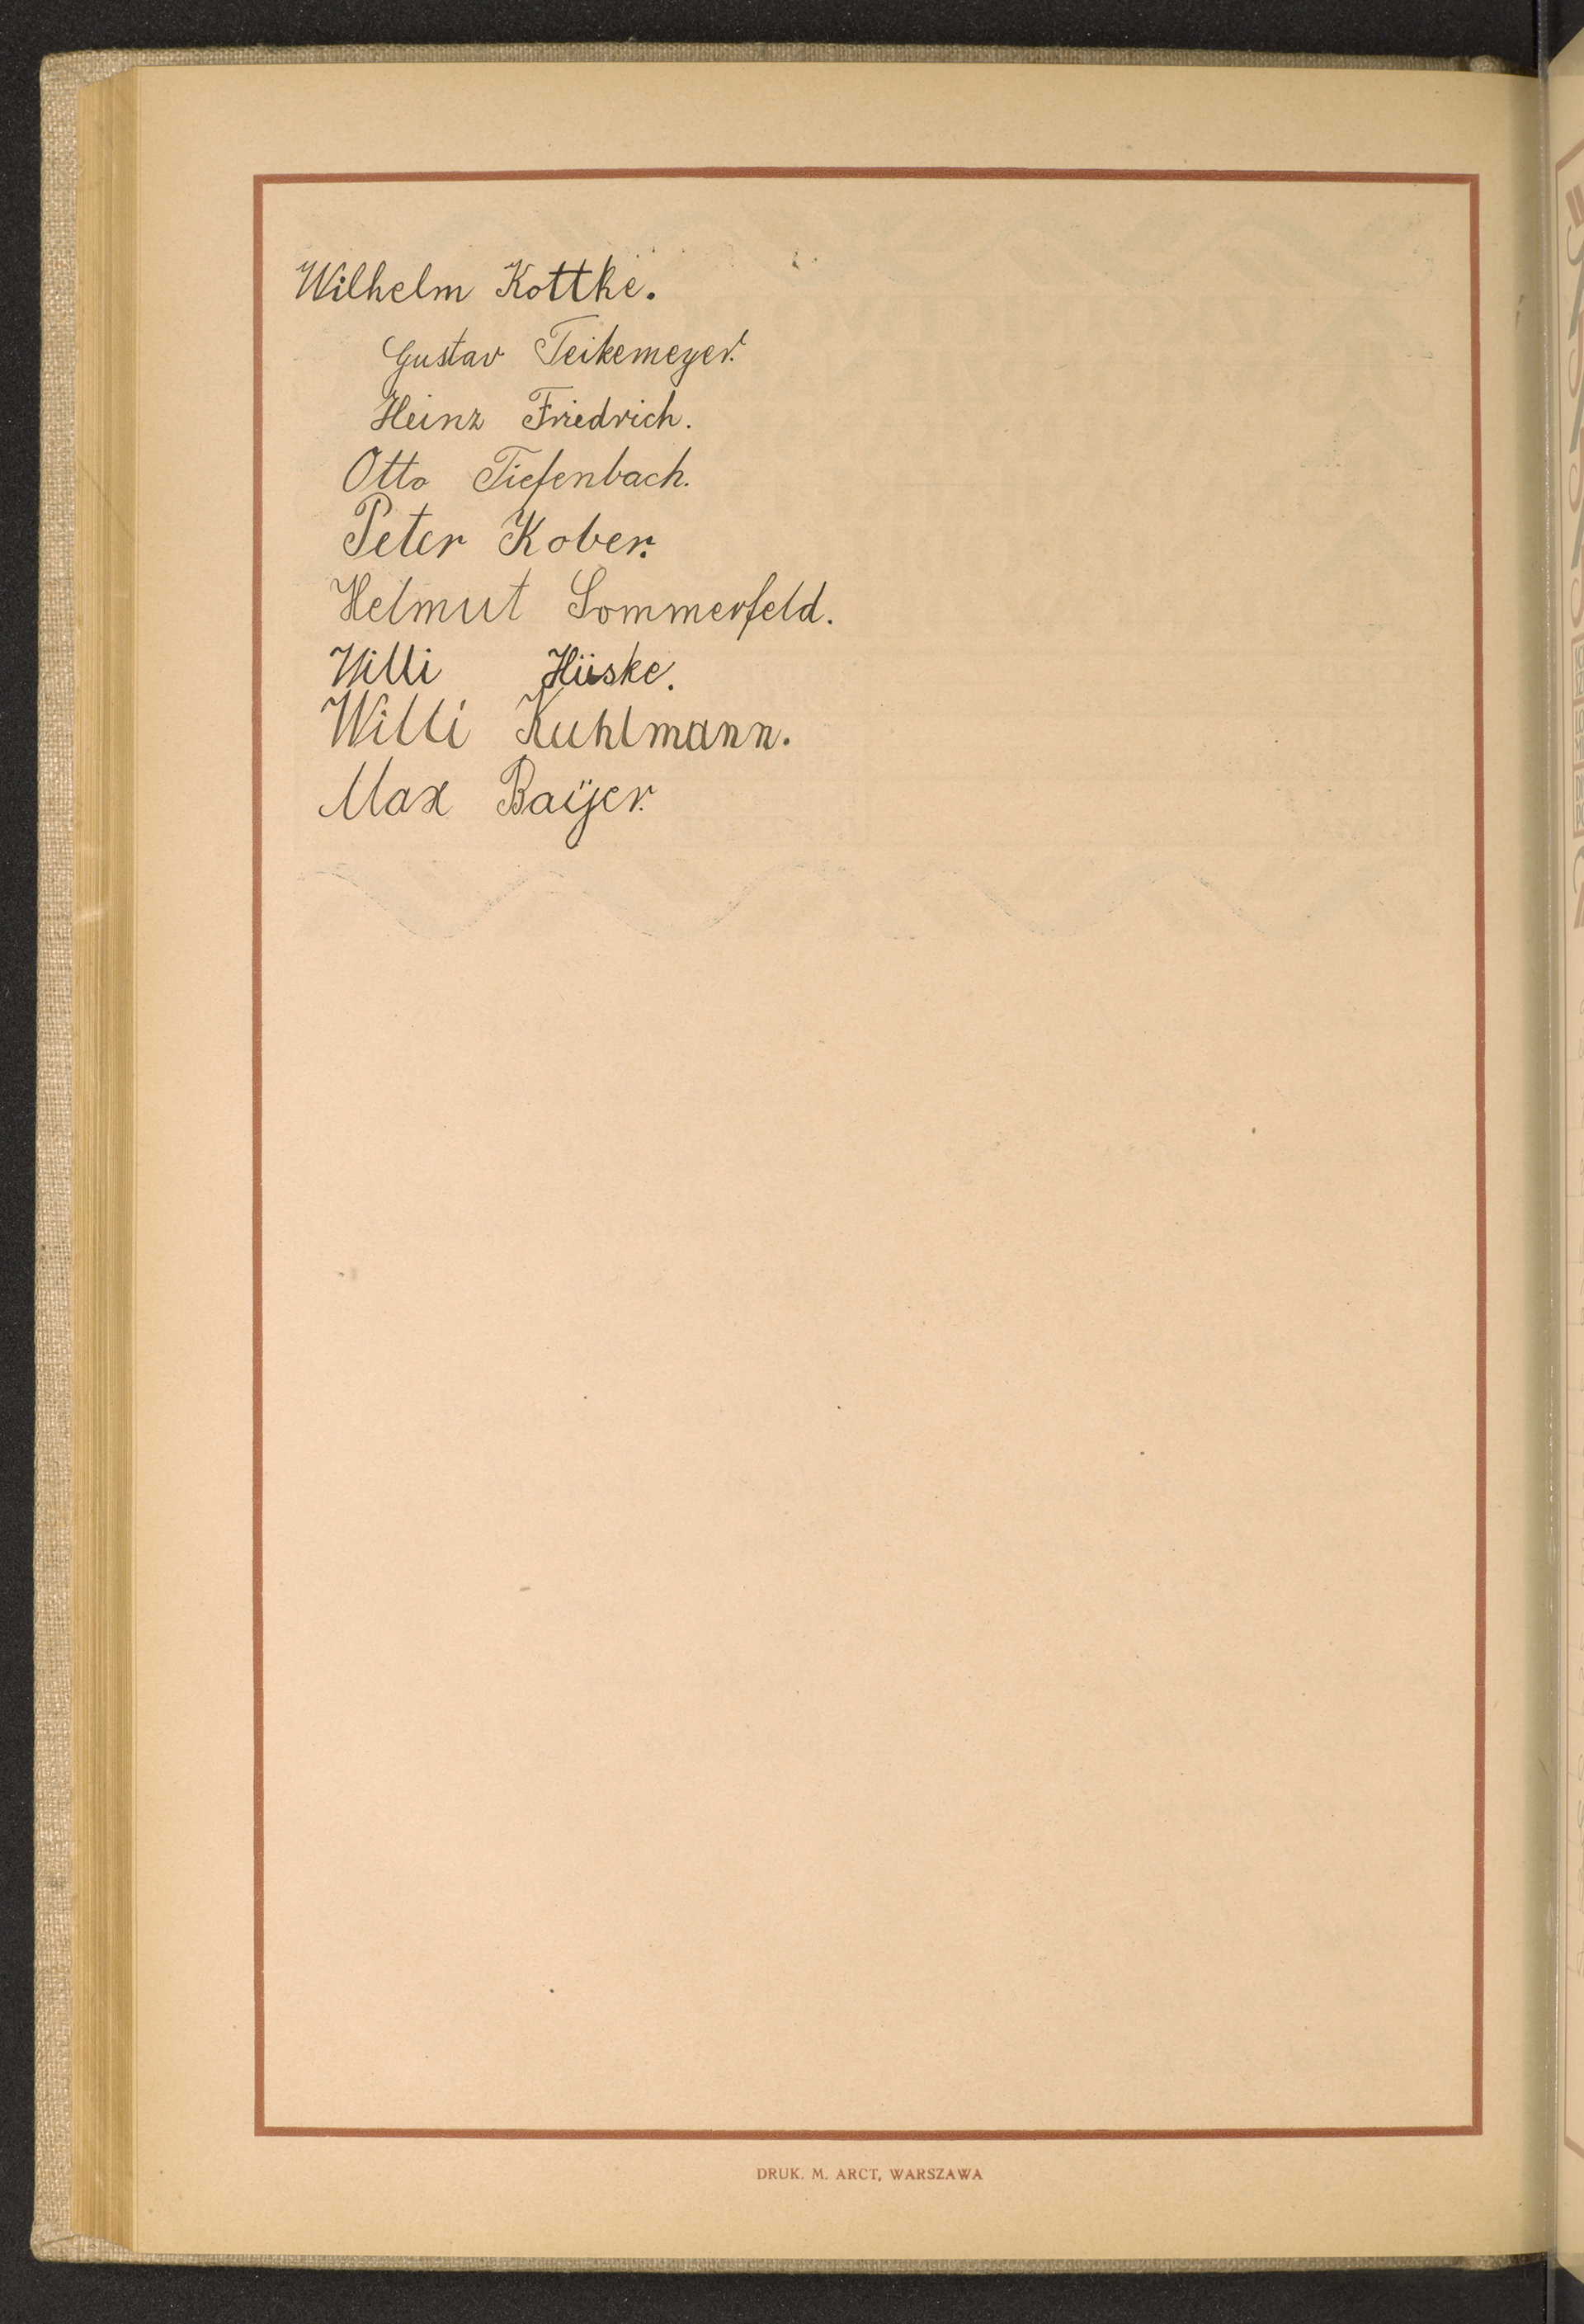 Wilhelm Kottke.
Gustav Teikemeyer.
Heinz Friedrich.
Otto Tiefenbach.
Peter Kober.
Helmut Sommerfeld.
Willi Hüske.
Willi Kuhlmann.
Max Baÿer.
DRUK. M. ARCT, WARSZAWA